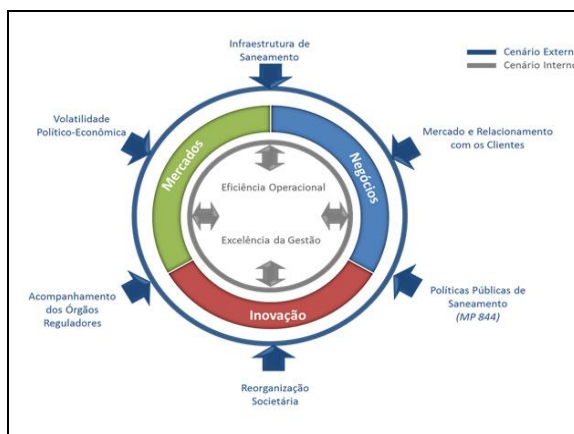 Infraestrutura de
Saneamento
Cenário Extern
Cenário Intern
Volatilidade
Político-Econômica
Mercado e Relacionamento
com os Clientes
Mercados
Negócios
Eficiência Operacional
Excelência da Gestão
Inovação
Acompanhamento
dos Órgãos
Reguladores
Políticas Públicas de
Saneamento
(MP 844)
Reorganização
Societária